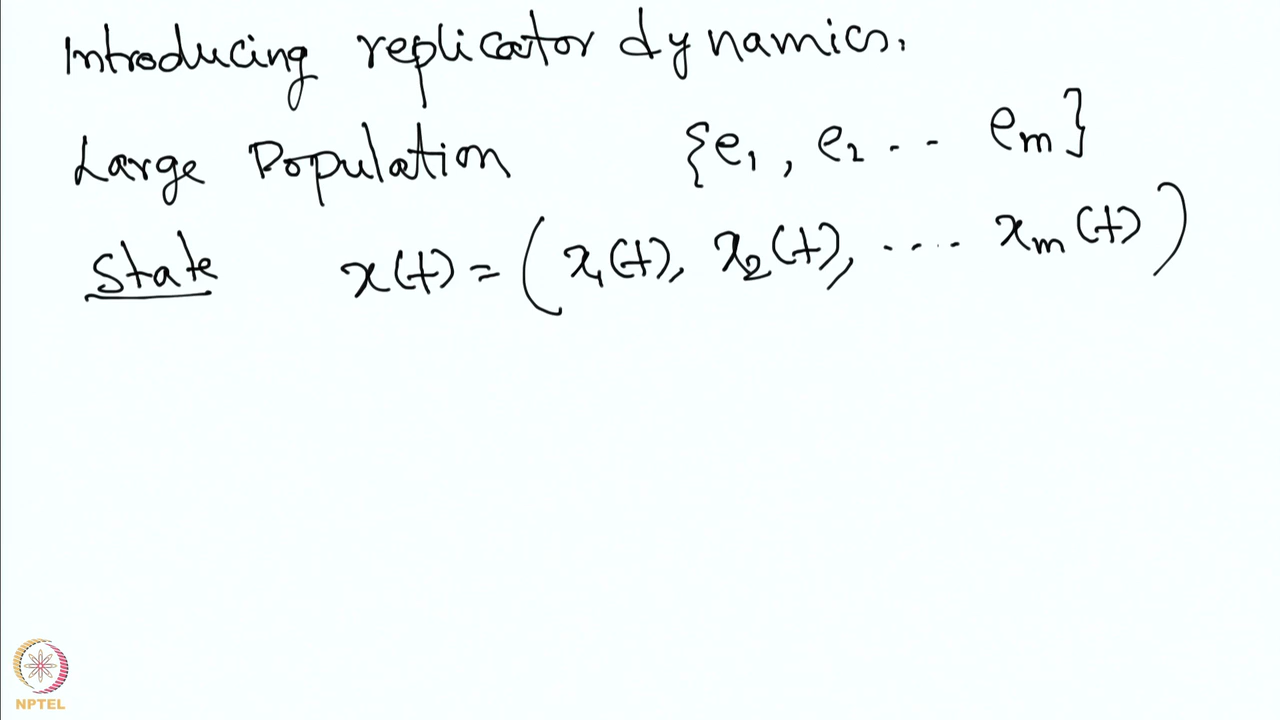 Introducing replicator dynamics.
Large Population {e₁, e₂ .. em}
State x(t) = (x₁(t), x₂(t), .... xm(t))
NPTEL